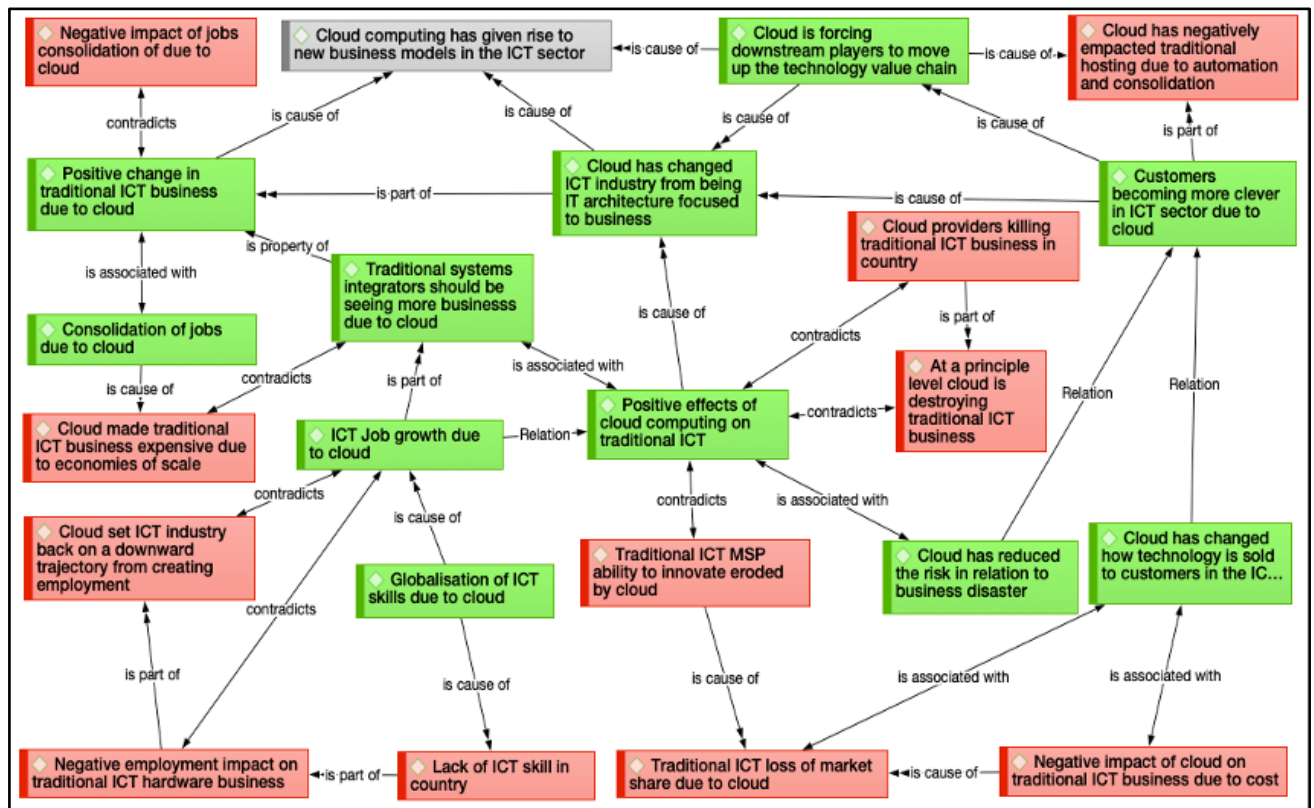 Negative impact of jobs
consolidation of due to
cloud
Cloud computing has given rise to
new business models in the ICT sector
is cause of
Cloud is forcing
downstream players to move
up the technology value chain
is cause of
Cloud has negatively
empacted traditional
hosting due to automation
and consolidation
contradicts
is cause of
is cause of
is cause of
is cause of
is part of
Positive change in
traditional ICT business
due to cloud
is part of
Cloud has changed
ICT industry from being
IT architecture focused
to business
is cause of
Customers
becoming more clever
in ICT sector due to
cloud
is property of
Cloud providers killing
traditional ICT business in
country
is associated with
Traditional systems
integrators should be
seeing more businesss
due to cloud
is cause of
is part of
Consolidation of jobs
due to cloud
contradicts
is cause of
contradicts
is part of
is associated with
At a principle
level cloud is
destroying
traditional ICT
business
Relation
Relation
Cloud made traditional
ICT business expensive due
to economies of scale
ICT Job growth due
to cloud
Relation
Positive effects of
cloud computing on
traditional ICT
contradicts
contradicts
is cause of
contradicts
is associated with
Cloud set ICT industry
back on a downward
trajectory from creating
employment
Globalisation of ICT
skills due to cloud
Traditional ICT MSP
ability to innovate eroded
by cloud
Cloud has reduced
the risk in relation to
business disaster
Cloud has changed
how technology is sold
to customers in the IC...
contradicts
is part of
is cause of
is cause of
is associated with
is associated with
Negative employment impact on
traditional ICT hardware business
is part of
Lack of ICT skill in
country
Traditional ICT loss of market
share due to cloud
is cause of
Negative impact of cloud on
traditional ICT business due to cost